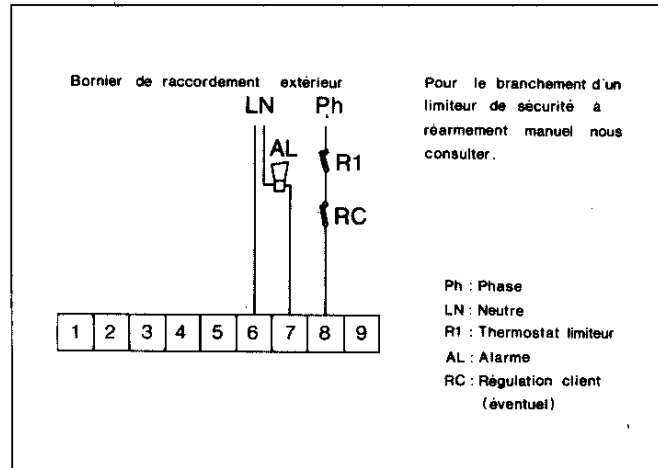 Bornier de raccordement extérieur
LN Ph
AL
R1
RC
1 2 3 4 5 6 7 8 9
Pour le branchement d'un
limiteur de sécurité à
réarmement manuel nous
consulter.
Ph : Phase
LN : Neutre
R1 : Thermostat limiteur
AL : Alarme
RC : Régulation client
(éventuel)